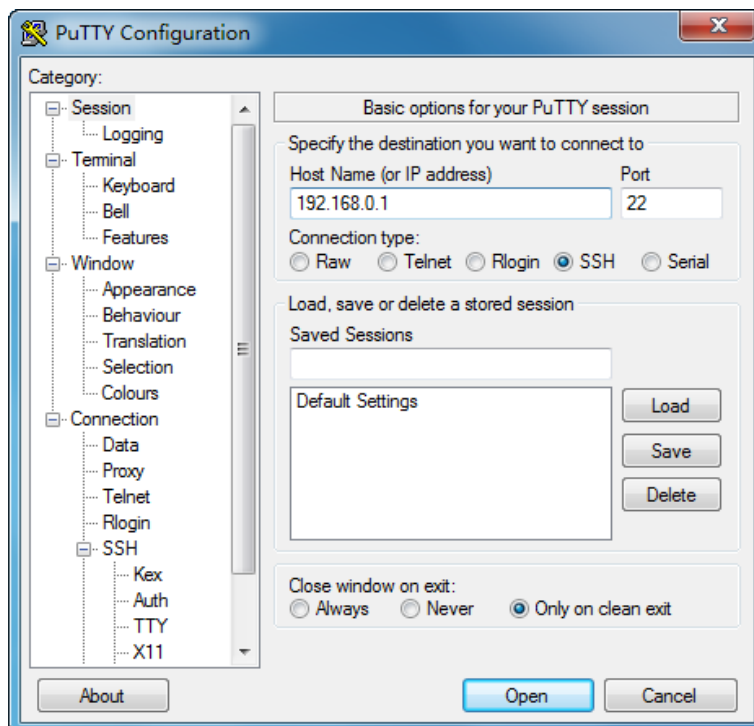 PuTTY Configuration
Category:
Session
Logging
Terminal
Keyboard
Bell
Features
Window
Appearance
Behaviour
Translation
Selection
Colours
Connection
Data
Proxy
Telnet
Rlogin
SSH
Kex
Auth
TTY
X11
Basic options for your PuTTY session
Specify the destination you want to connect to
Host Name (or IP address) Port
192.168.0.1 22
Connection type:
Raw Telnet Rlogin SSH Serial
Load, save or delete a stored session
Saved Sessions
Default Settings
Load
Save
Delete
Close window on exit:
Always Never Only on clean exit
About Open Cancel